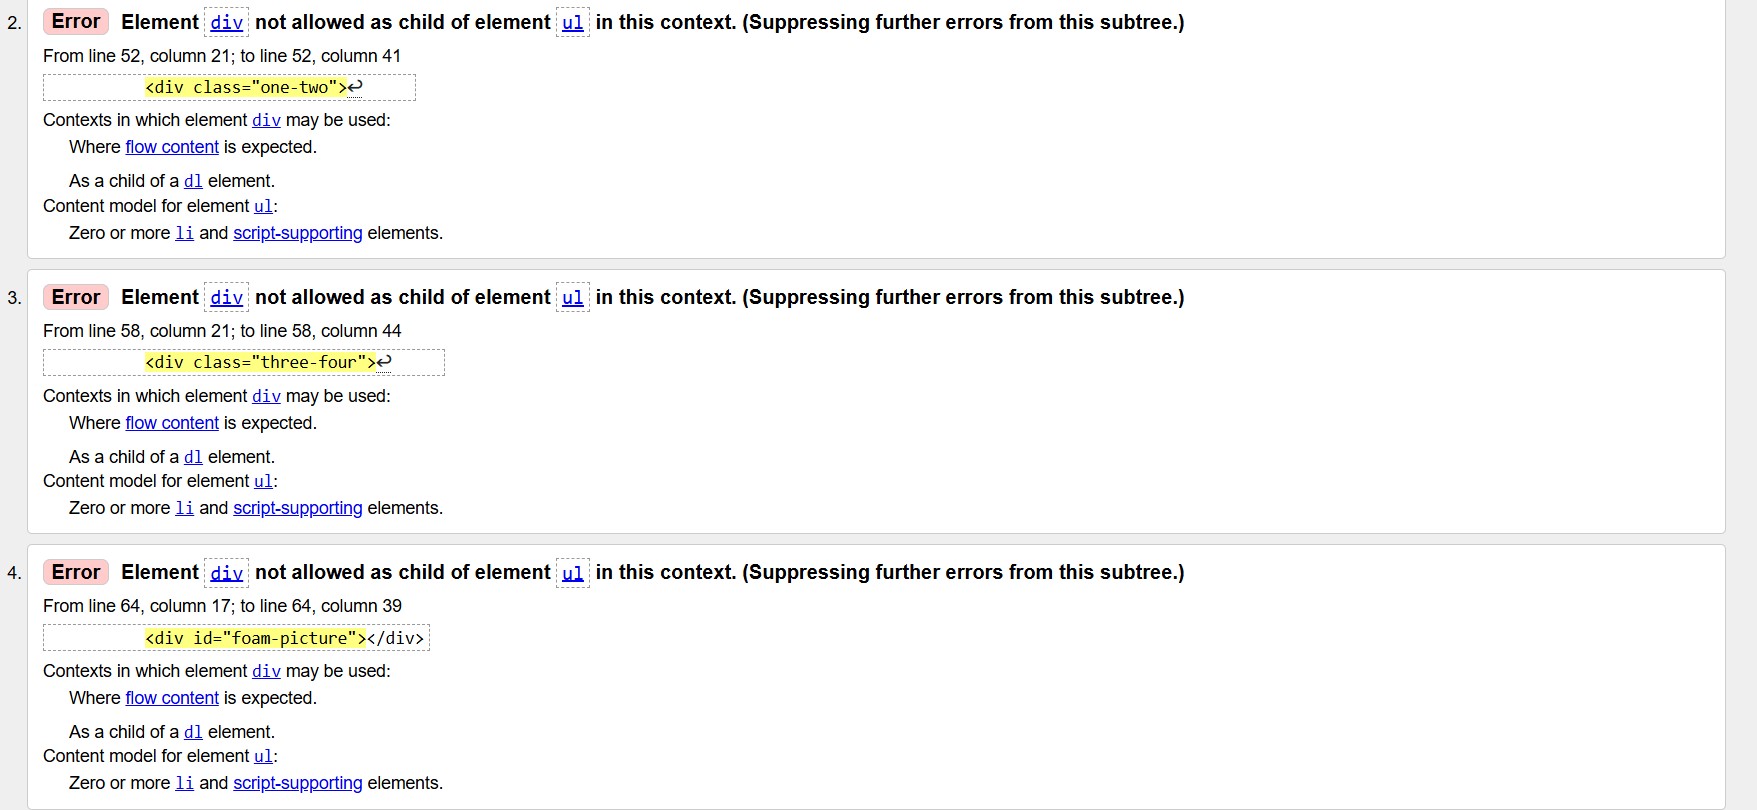 2. Error Element div not allowed as child of element ul in this context. (Suppressing further errors from this subtree.)
From line 52, column 21; to line 52, column 41
<div class="one-two">↩
Contexts in which element div may be used:
Where flow content is expected.
As a child of a dl element.
Content model for element ul:
Zero or more li and script-supporting elements.
3. Error Element div not allowed as child of element ul in this context. (Suppressing further errors from this subtree.)
From line 58, column 21; to line 58, column 44
<div class="three-four">↩
Contexts in which element div may be used:
Where flow content is expected.
As a child of a dl element.
Content model for element ul:
Zero or more li and script-supporting elements.
4. Error Element div not allowed as child of element ul in this context. (Suppressing further errors from this subtree.)
From line 64, column 17; to line 64, column 39
<div id="foam-picture"></div>
Contexts in which element div may be used:
Where flow content is expected.
As a child of a dl element.
Content model for element ul:
Zero or more li and script-supporting elements.